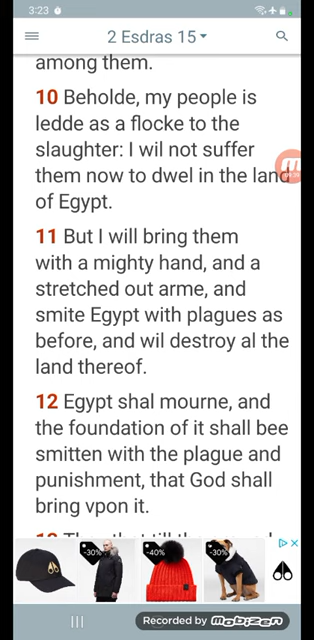 3:23
2 Esdras 15
among them.
10 Beholde, my people is
ledde as a flocke to the
slaughter: I wil not suffer
them now to dwel in the land
of Egypt.
11 But I will bring them
with a mighty hand, and a
stretched out arme, and
smite Egypt with plagues as
before, and wil destroy al the
land thereof.
12 Egypt shal mourne, and
the foundation of it shall bee
smitten with the plague and
punishment, that God shall
bring vpon it.
-30% -40% -30%
Recorded by mobizen